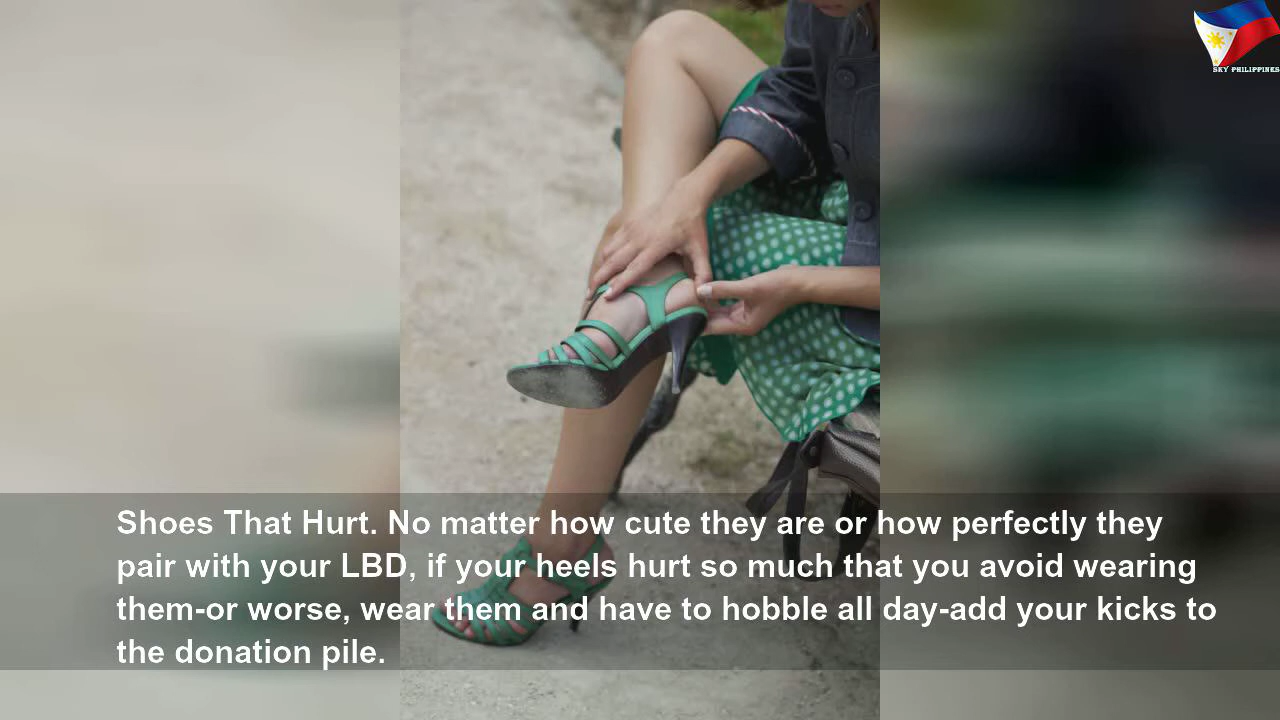 SKY PHILIPPINES
Shoes That Hurt. No matter how cute they are or how perfectly they
pair with your LBD, if your heels hurt so much that you avoid wearing
them-or worse, wear them and have to hobble all day-add your kicks to
the donation pile.